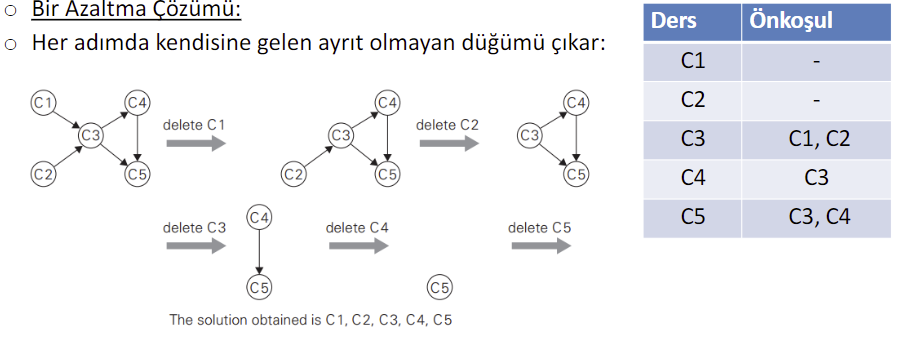 o Bir Azaltma Çözümü:
o Her adımda kendisine gelen ayrıt olmayan düğümü çıkar:
C1 C4
C3
C2 C5
delete C1
C4
C3
C2 C5
delete C2
C4
C3
C5
delete C3
C4
C5
delete C4
C5
delete C5
The solution obtained is C1, C2, C3, C4, C5
Ders Önkoşul
C1 -
C2 -
C3 C1, C2
C4 C3
C5 C3, C4